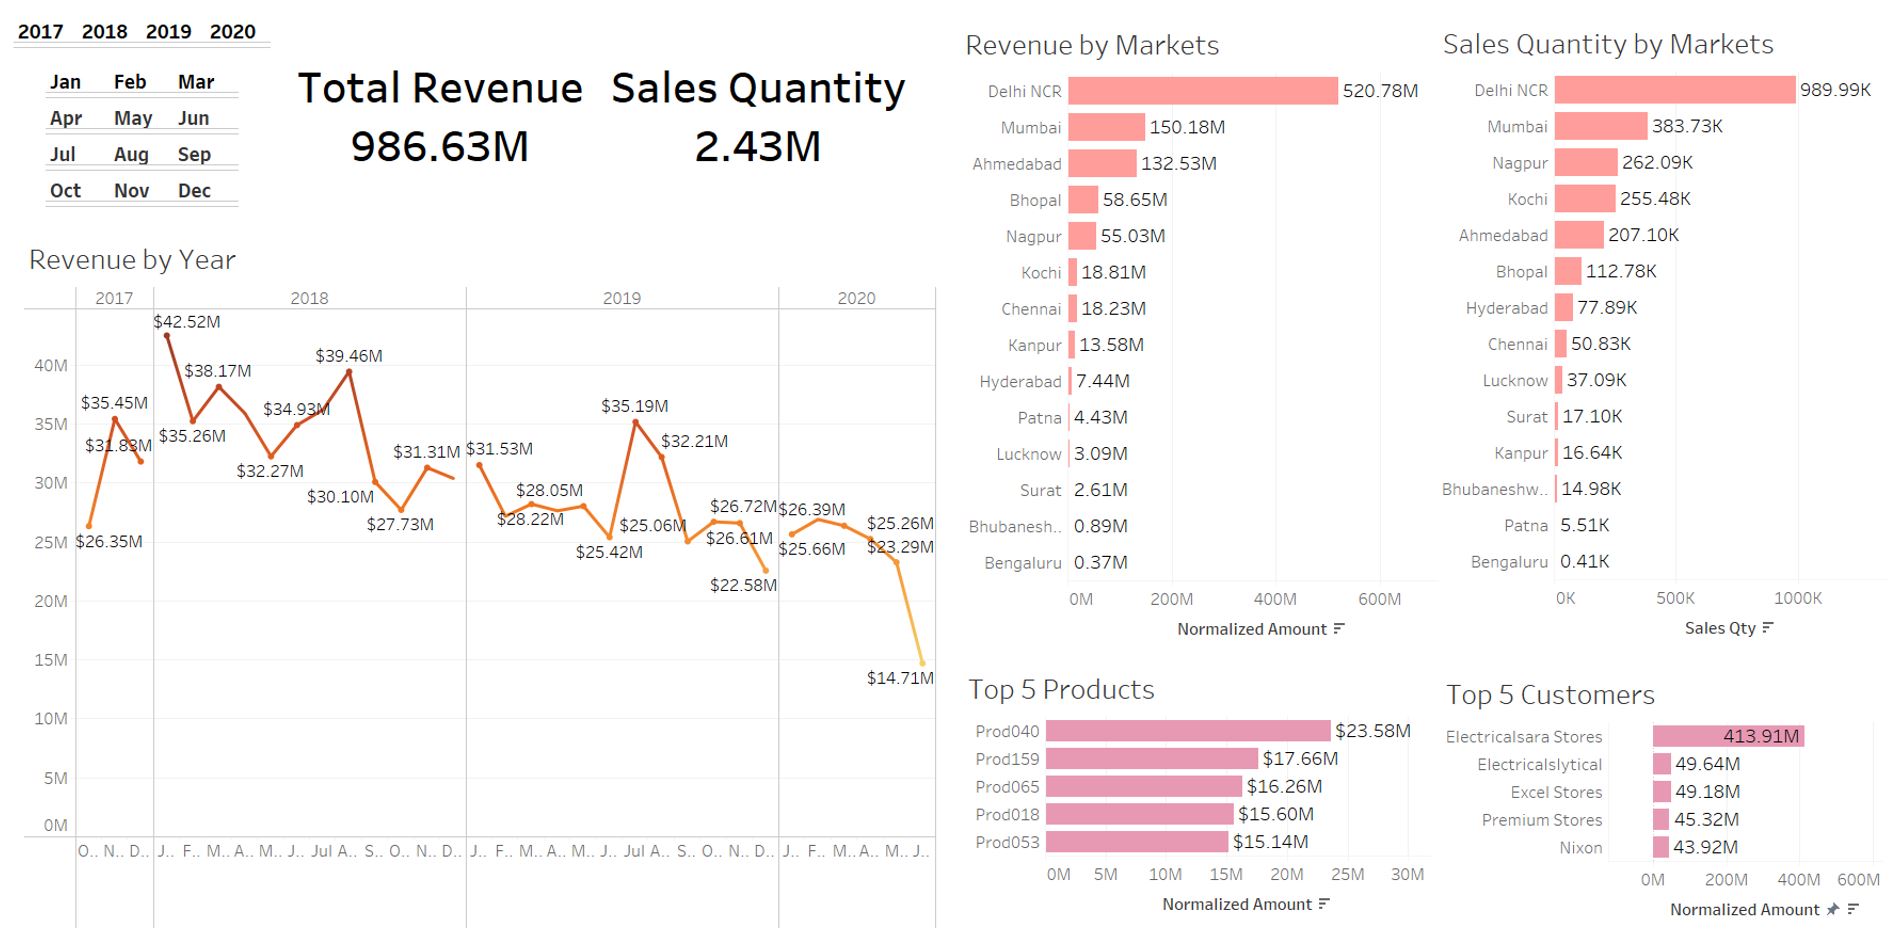 2017 2018 2019 2020
Jan Feb Mar
Apr May Jun
Jul Aug Sep
Oct Nov Dec
Total Revenue
986.63M
Sales Quantity
2.43M
Revenue by Year
2017 2018 2019 2020
40M
35M
30M
25M
20M
15M
10M
5M
0M
$26.35M
$35.45M
$31.83M
$42.52M
$35.26M
$38.17M
$32.27M
$34.93M
$39.46M
$30.10M
$27.73M
$31.31M
$31.53M
$28.22M
$28.05M
$25.42M
$35.19M
$32.21M
$25.06M
$26.72M
$26.61M
$22.58M
$25.66M
$26.39M
$25.26M
$23.29M
$14.71M
O.. N.. D.. J.. F.. M.. A.. M.. J.. Jul A.. S.. O.. N.. D.. J.. F.. M.. A.. M.. J.. Jul A.. S.. O.. N.. D.. J.. F.. M.. A.. M.. J..
Revenue by Markets
Delhi NCR 520.78M
Mumbai 150.18M
Ahmedabad 132.53M
Bhopal 58.65M
Nagpur 55.03M
Kochi 18.81M
Chennai 18.23M
Kanpur 13.58M
Hyderabad 7.44M
Patna 4.43M
Lucknow 3.09M
Surat 2.61M
Bhubanesh.. 0.89M
Bengaluru 0.37M
0M 200M 400M 600M
Normalized Amount
Sales Quantity by Markets
Delhi NCR 989.99K
Mumbai 383.73K
Nagpur 262.09K
Kochi 255.48K
Ahmedabad 207.10K
Bhopal 112.78K
Hyderabad 77.89K
Chennai 50.83K
Lucknow 37.09K
Surat 17.10K
Kanpur 16.64K
Bhubaneshw.. 14.98K
Patna 5.51K
Bengaluru 0.41K
0K 500K 1000K
Sales Qty
Top 5 Products
Prod040 $23.58M
Prod159 $17.66M
Prod065 $16.26M
Prod018 $15.60M
Prod053 $15.14M
0M 5M 10M 15M 20M 25M 30M
Normalized Amount
Top 5 Customers
Electricalsara Stores 413.91M
Electricalslytical 49.64M
Excel Stores 49.18M
Premium Stores 45.32M
Nixon 43.92M
0M 200M 400M 600M
Normalized Amount